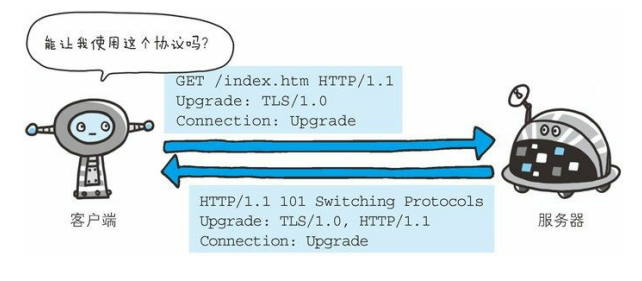 能让我使用这个协议吗？
GET /index.htm HTTP/1.1
Upgrade: TLS/1.0
Connection: Upgrade
HTTP/1.1 101 Switching Protocols
Upgrade: TLS/1.0, HTTP/1.1
Connection: Upgrade
客户端
服务器